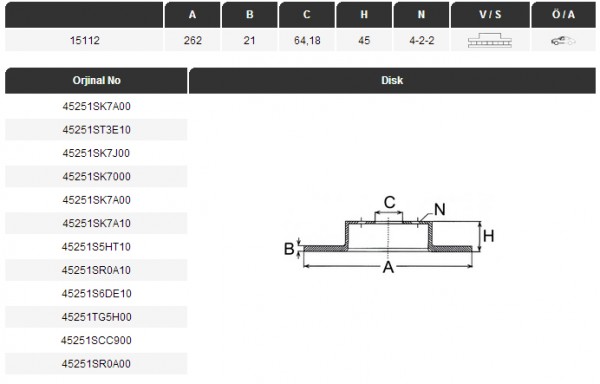 A B C H N V / S Ö / A
15112 262 21 64,18 45 4-2-2
Orjinal No Disk
45251SK7A00
45251ST3E10
45251SK7J00
45251SK7000
45251SK7A00
45251SK7A10
45251S5HT10
45251SR0A10
45251S6DE10
45251TG5H00
45251SCC900
45251SR0A00
C
N
H
B
A